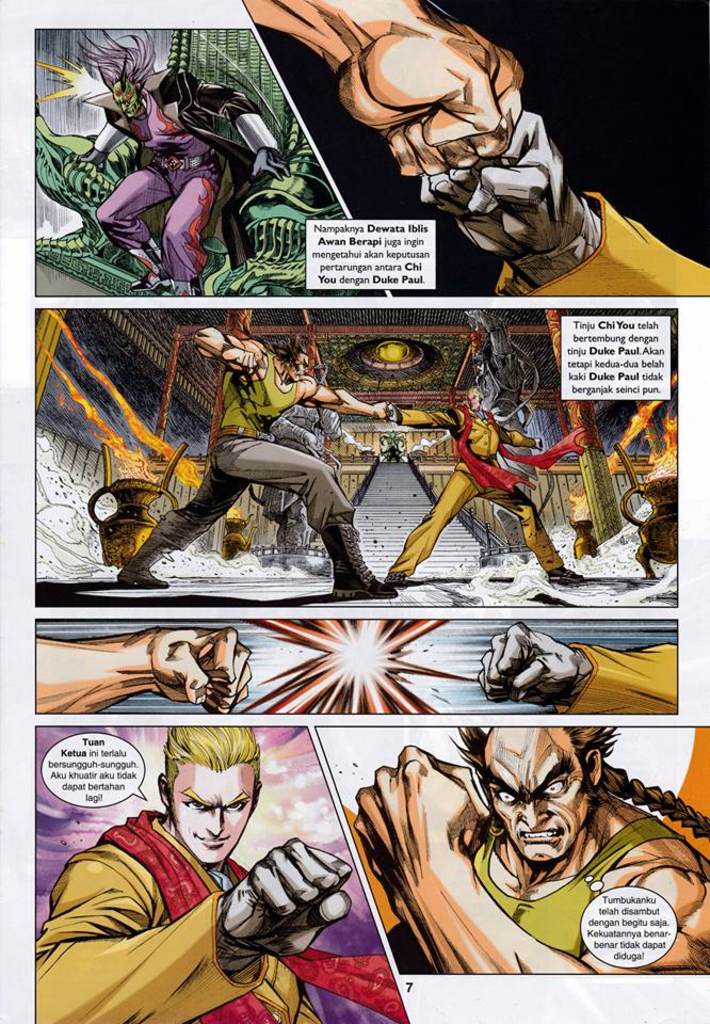 Nampaknya Dewata Iblis
Awan Berapi juga ingin
mengetahui akan keputusan
pertarungan antara Chi
You dengan Duke Paul.
Tinju Chi You telah
bertembung dengan
tinju Duke Paul.Akan
tetapi kedua-dua belah
kaki Duke Paul tidak
berganjak seinci pun.
Tuan
Ketua ini terlalu
bersungguh-sungguh.
Aku khuatir aku tidak
dapat bertahan
lagi!
Tumbukanku
telah disambut
dengan begitu saja.
Kekuatannya benar-
benar tidak dapat
diduga!
7